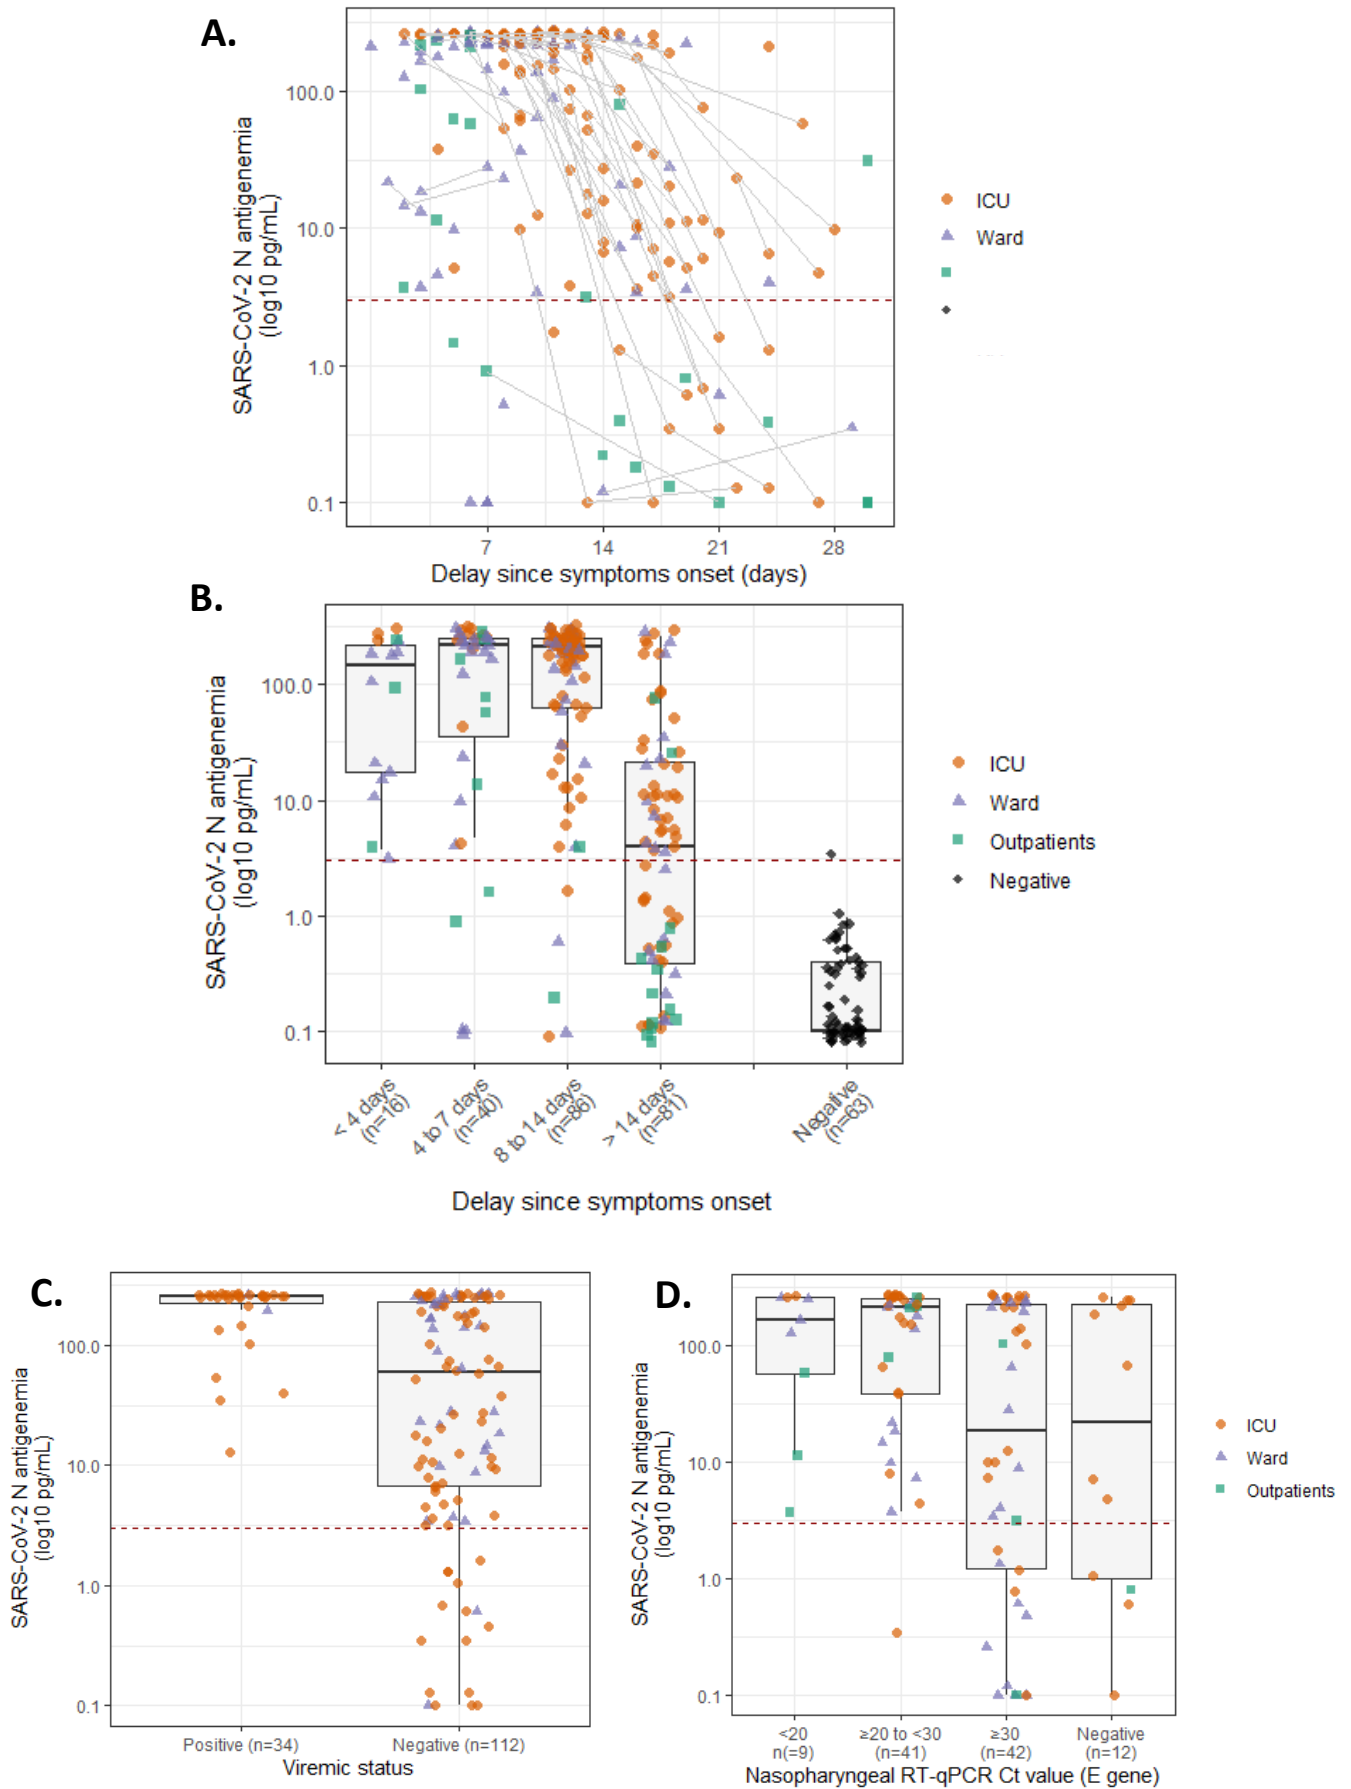 A.
SARS-CoV-2 N antigenemia
(log10 pg/mL)
100.0
10.0
1.0
0.1
7 14 21 28
Delay since symptoms onset (days)
ICU
Ward
B.
SARS-CoV-2 N antigenemia
(log10 pg/mL)
100.0
10.0
1.0
0.1
< 4 days
(n=16)
4 to 7 days
(n=40)
8 to 14 days
(n=86)
> 14 days
(n=81)
Negative
(n=63)
Delay since symptoms onset
ICU
Ward
Outpatients
Negative
C.
SARS-CoV-2 N antigenemia
(log10 pg/mL)
100.0
10.0
1.0
0.1
Positive (n=34) Negative (n=112)
Viremic status
D.
SARS-CoV-2 N antigenemia
(log10 pg/mL)
100.0
10.0
1.0
0.1
<20 ≥20 to <30 ≥30 Negative
n(=9) (n=41) (n=42) (n=12)
Nasopharyngeal RT-qPCR Ct value (E gene)
ICU
Ward
Outpatients